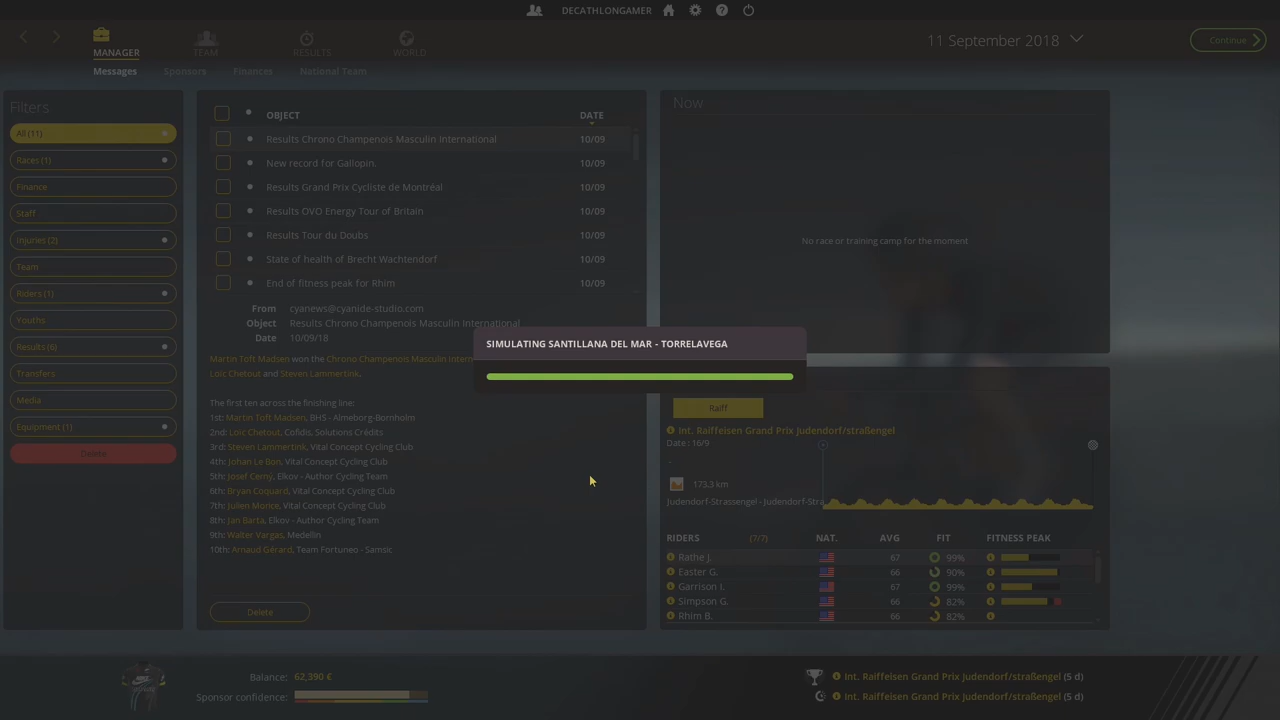 DECATHLONGAMER
MANAGER
TEAM
RESULTS
WORLD
11 September 2018
Continue
Messages
Sponsors
Finances
National Team
Filters
All (11)
Races (1)
Finance
Staff
Injuries (2)
Team
Riders (1)
Youths
Results (6)
Transfers
Media
Equipment (1)
Delete
OBJECT DATE
Results Chrono Champenois Masculin International 10/09
New record for Gallopin. 10/09
Results Grand Prix Cycliste de Montréal 10/09
Results OVO Energy Tour of Britain 10/09
Results Tour du Doubs 10/09
State of health of Brecht Wachtendorf 10/09
End of fitness peak for Rhim 10/09
From cyanews@cyanide-studio.com
Object Results Chrono Champenois Masculin International
Date 10/09/18
Martin Toft Madsen won the Chrono Champenois Masculin Intern
Loïc Chetout and Steven Lammertink.
The first ten across the finishing line:
1st: Martin Toft Madsen, BHS - Almeborg-Bornholm
2nd: Loïc Chetout, Cofidis, Solutions Crédits
3rd: Steven Lammertink, Vital Concept Cycling Club
4th: Johan Le Bon, Vital Concept Cycling Club
5th: Josef Cerný, Elkov - Author Cycling Team
6th: Bryan Coquard, Vital Concept Cycling Club
7th: Julien Morice, Vital Concept Cycling Club
8th: Jan Barta, Elkov - Author Cycling Team
9th: Walter Vargas, Medellin
10th: Arnaud Gérard, Team Fortuneo - Samsic
Delete
SIMULATING SANTILLANA DEL MAR - TORRELAVEGA
Now
No race or training camp for the moment
Raiff
Int. Raiffeisen Grand Prix Judendorf/straßengel
Date : 16/9
-
173,3 km
Judendorf-Strassengel - Judendorf-Stra
RIDERS (7/7) NAT. AVG FIT FITNESS PEAK
Rathe J. 67 99%
Easter G. 66 90%
Garrison I. 67 99%
Simpson G. 66 82%
Rhim B. 66 82%
Balance: 62,390 €
Sponsor confidence:
Int. Raiffeisen Grand Prix Judendorf/straßengel (5 d)
Int. Raiffeisen Grand Prix Judendorf/straßengel (5 d)